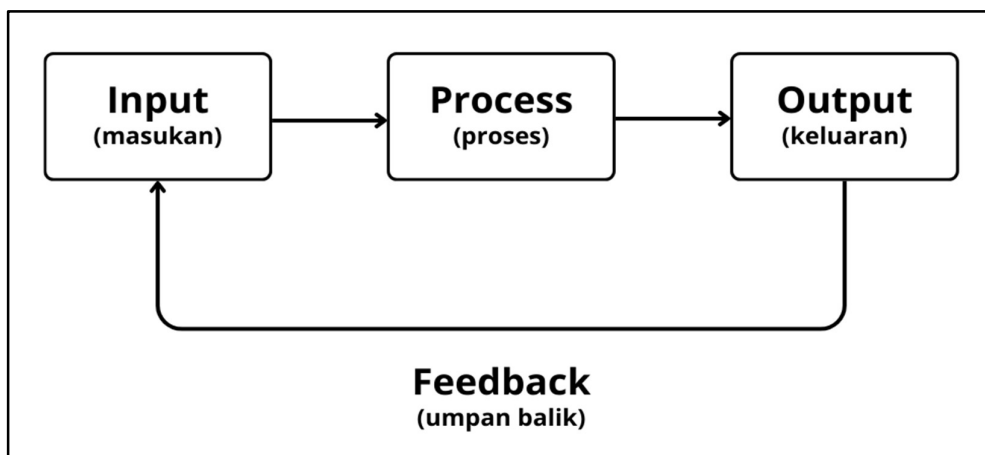 Input
(masukan)
Process
(proses)
Output
(keluaran)
Feedback
(umpan balik)